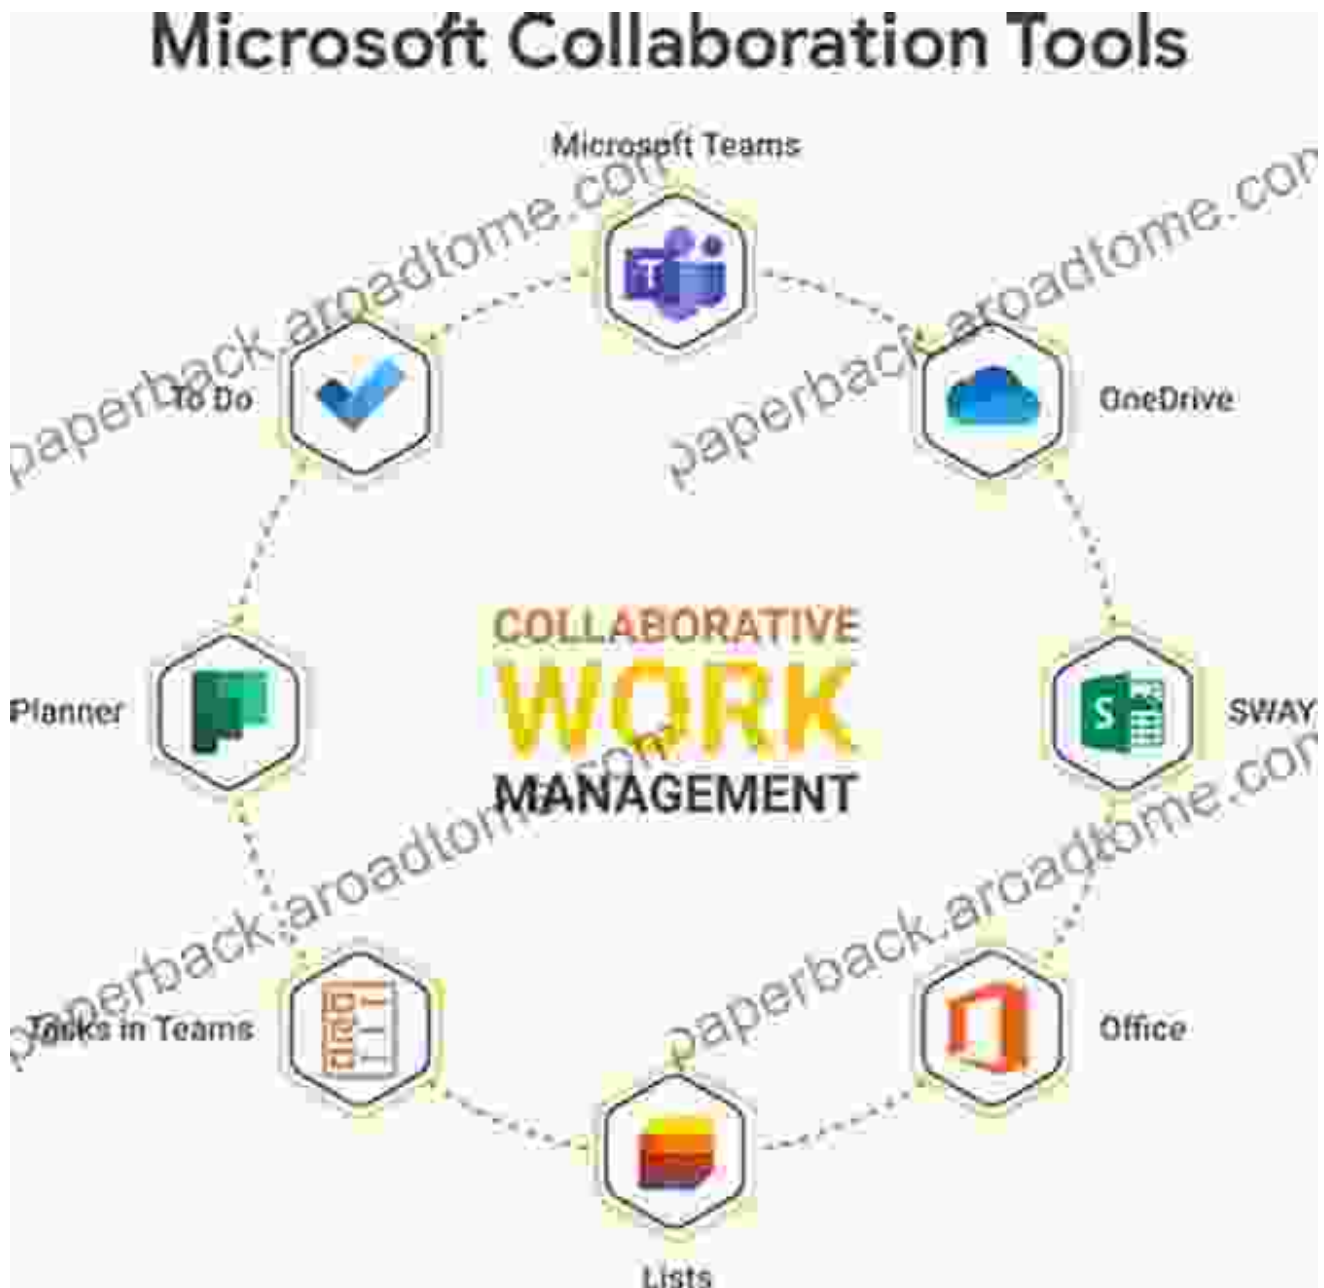 Microsoft Collaboration Tools
Microsoft Teams
paperback.aroadtome.com
paperback.aroadtome.com
To Do
OneDrive
COLLABORATIVE
WORK
MANAGEMENT
Planner
S
SWAY
paperback.aroadtome.com
paperback.aroadtome.com
Tasks in Teams
Office
Lists